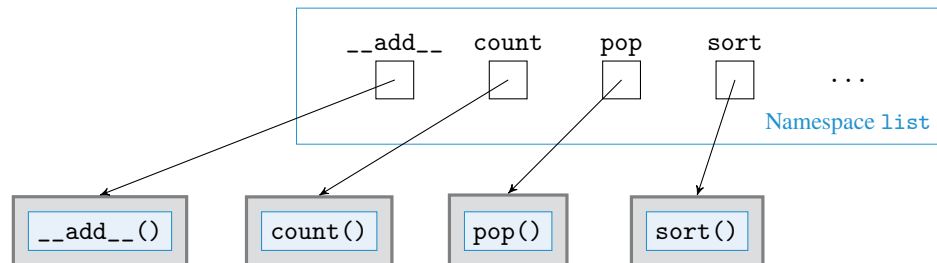 __add__ count pop sort
...
Namespace list
__add__() count() pop() sort()